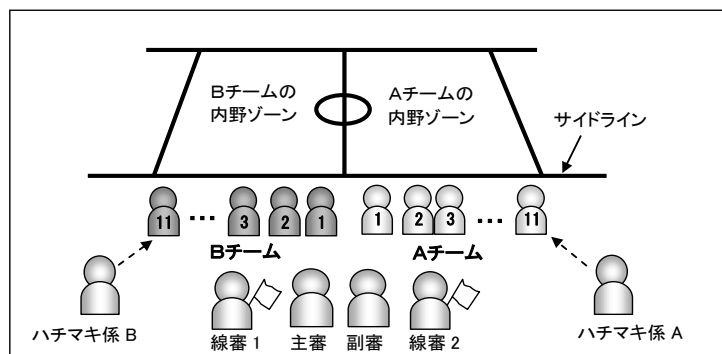 Bチームの
内野ゾーン
Aチームの
内野ゾーン
サイドライン
11 ••• 3 2 1
1 2 3 ••• 11
Bチーム
Aチーム
ハチマキ係 B
線審 1
主審
副審
線審 2
ハチマキ係 A